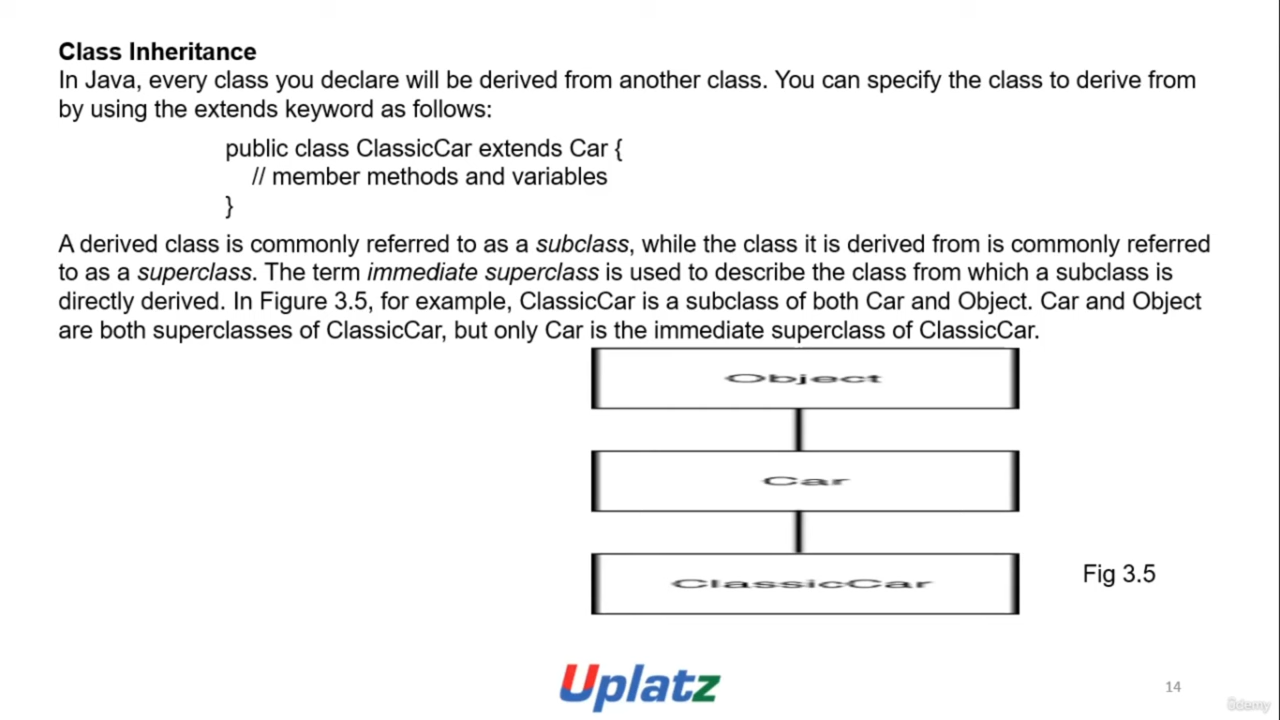 Class Inheritance
In Java, every class you declare will be derived from another class. You can specify the class to derive from
by using the extends keyword as follows:
public class ClassicCar extends Car {
// member methods and variables
}
A derived class is commonly referred to as a subclass, while the class it is derived from is commonly referred
to as a superclass. The term immediate superclass is used to describe the class from which a subclass is
directly derived. In Figure 3.5, for example, ClassicCar is a subclass of both Car and Object. Car and Object
are both superclasses of ClassicCar, but only Car is the immediate superclass of ClassicCar.
Object
Car
ClassicCar
Fig 3.5
Uplatz
14
ûdemy